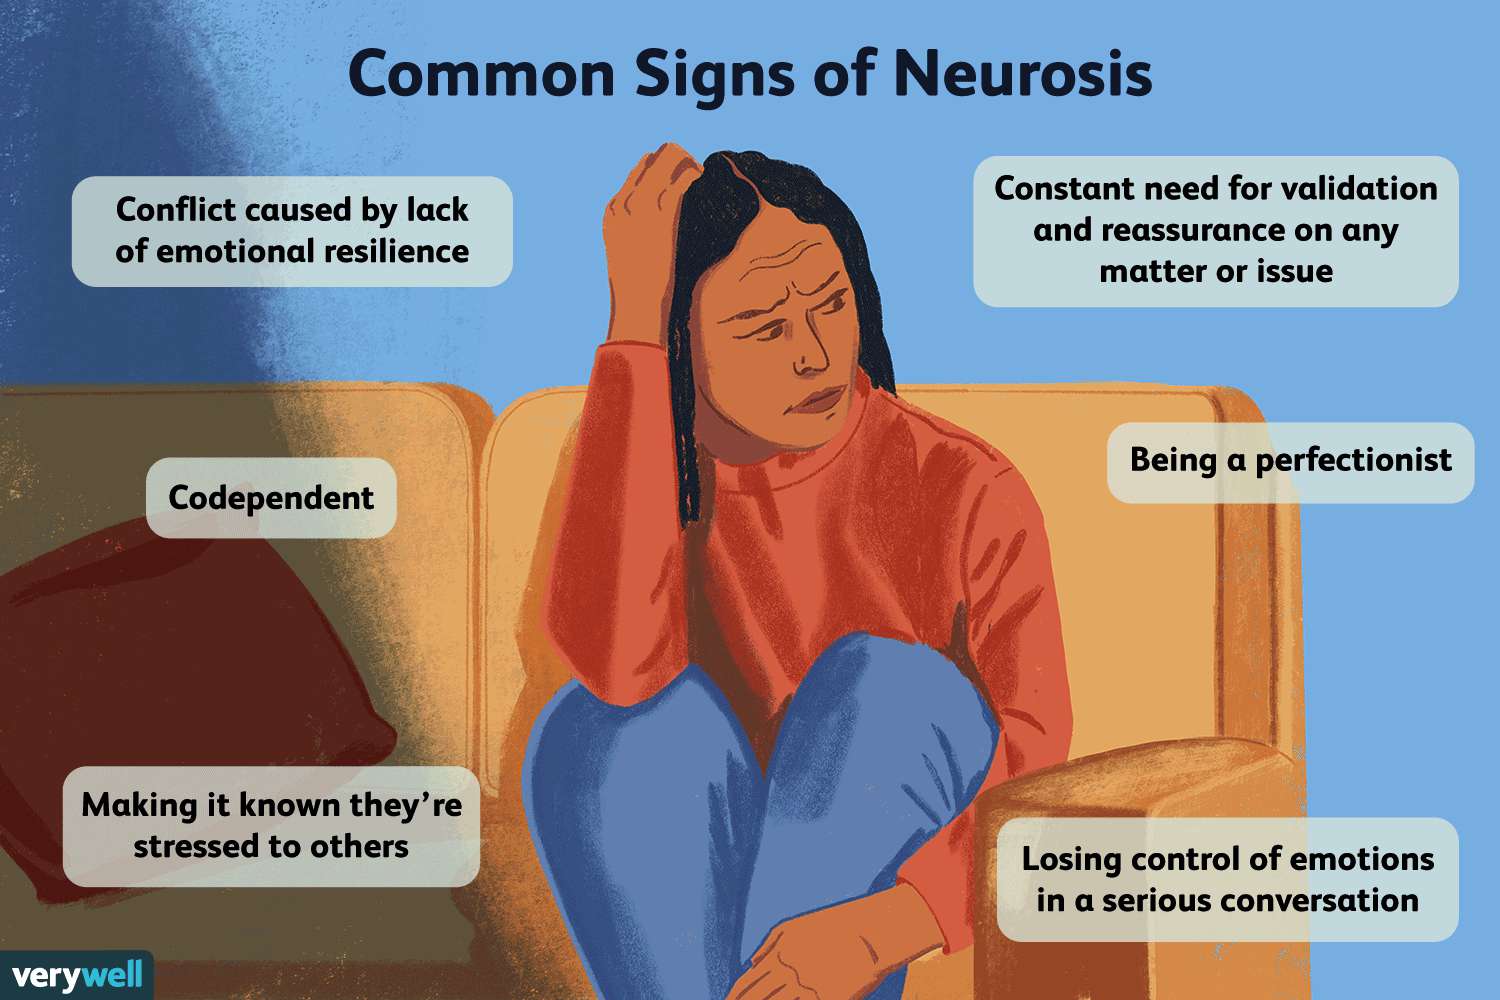 Common Signs of Neurosis
Conflict caused by lack
of emotional resilience
Constant need for validation
and reassurance on any
matter or issue
Codependent
Being a perfectionist
Making it known they’re
stressed to others
Losing control of emotions
in a serious conversation
verywell